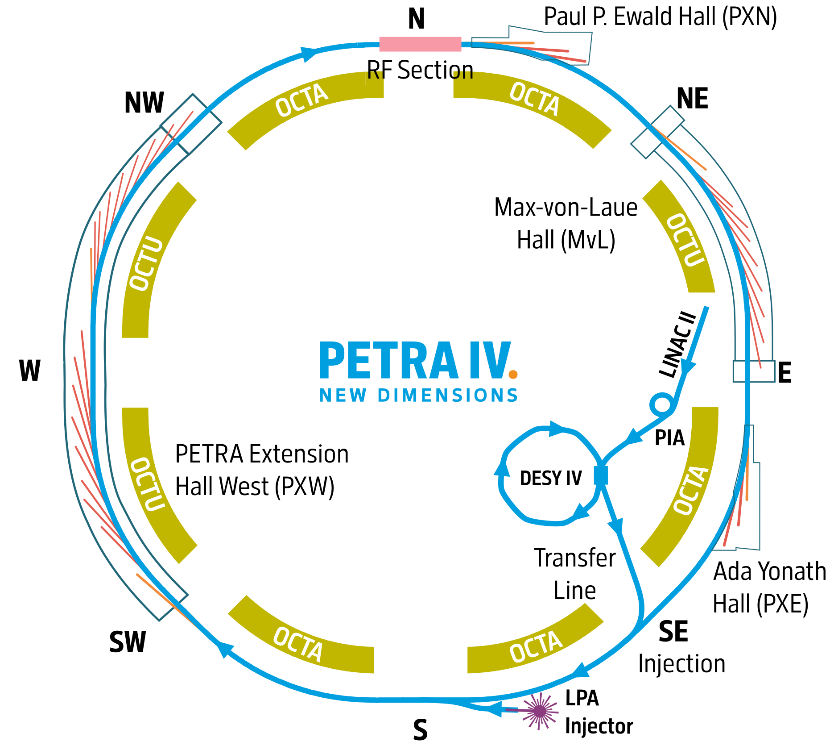 N
Paul P. Ewald Hall (PXN)
RF Section
NW
OCTA
OCTA
NE
Max-von-Laue
Hall (MvL)
OCTU
OCTU
LINAC II
PETRA IV.
NEW DIMENSIONS
W
E
PIA
PETRA Extension
Hall West (PXW)
OCTU
DESY IV
OCTA
Transfer
Line
Ada Yonath
Hall (PXE)
SW
OCTA
OCTA
SE
Injection
LPA
Injector
S